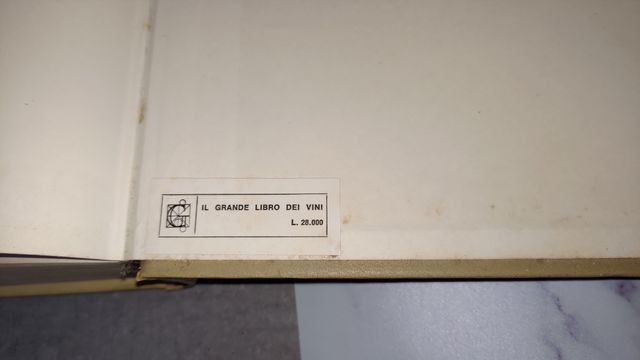 IL GRANDE LIBRO DEI VINI
L. 28.000